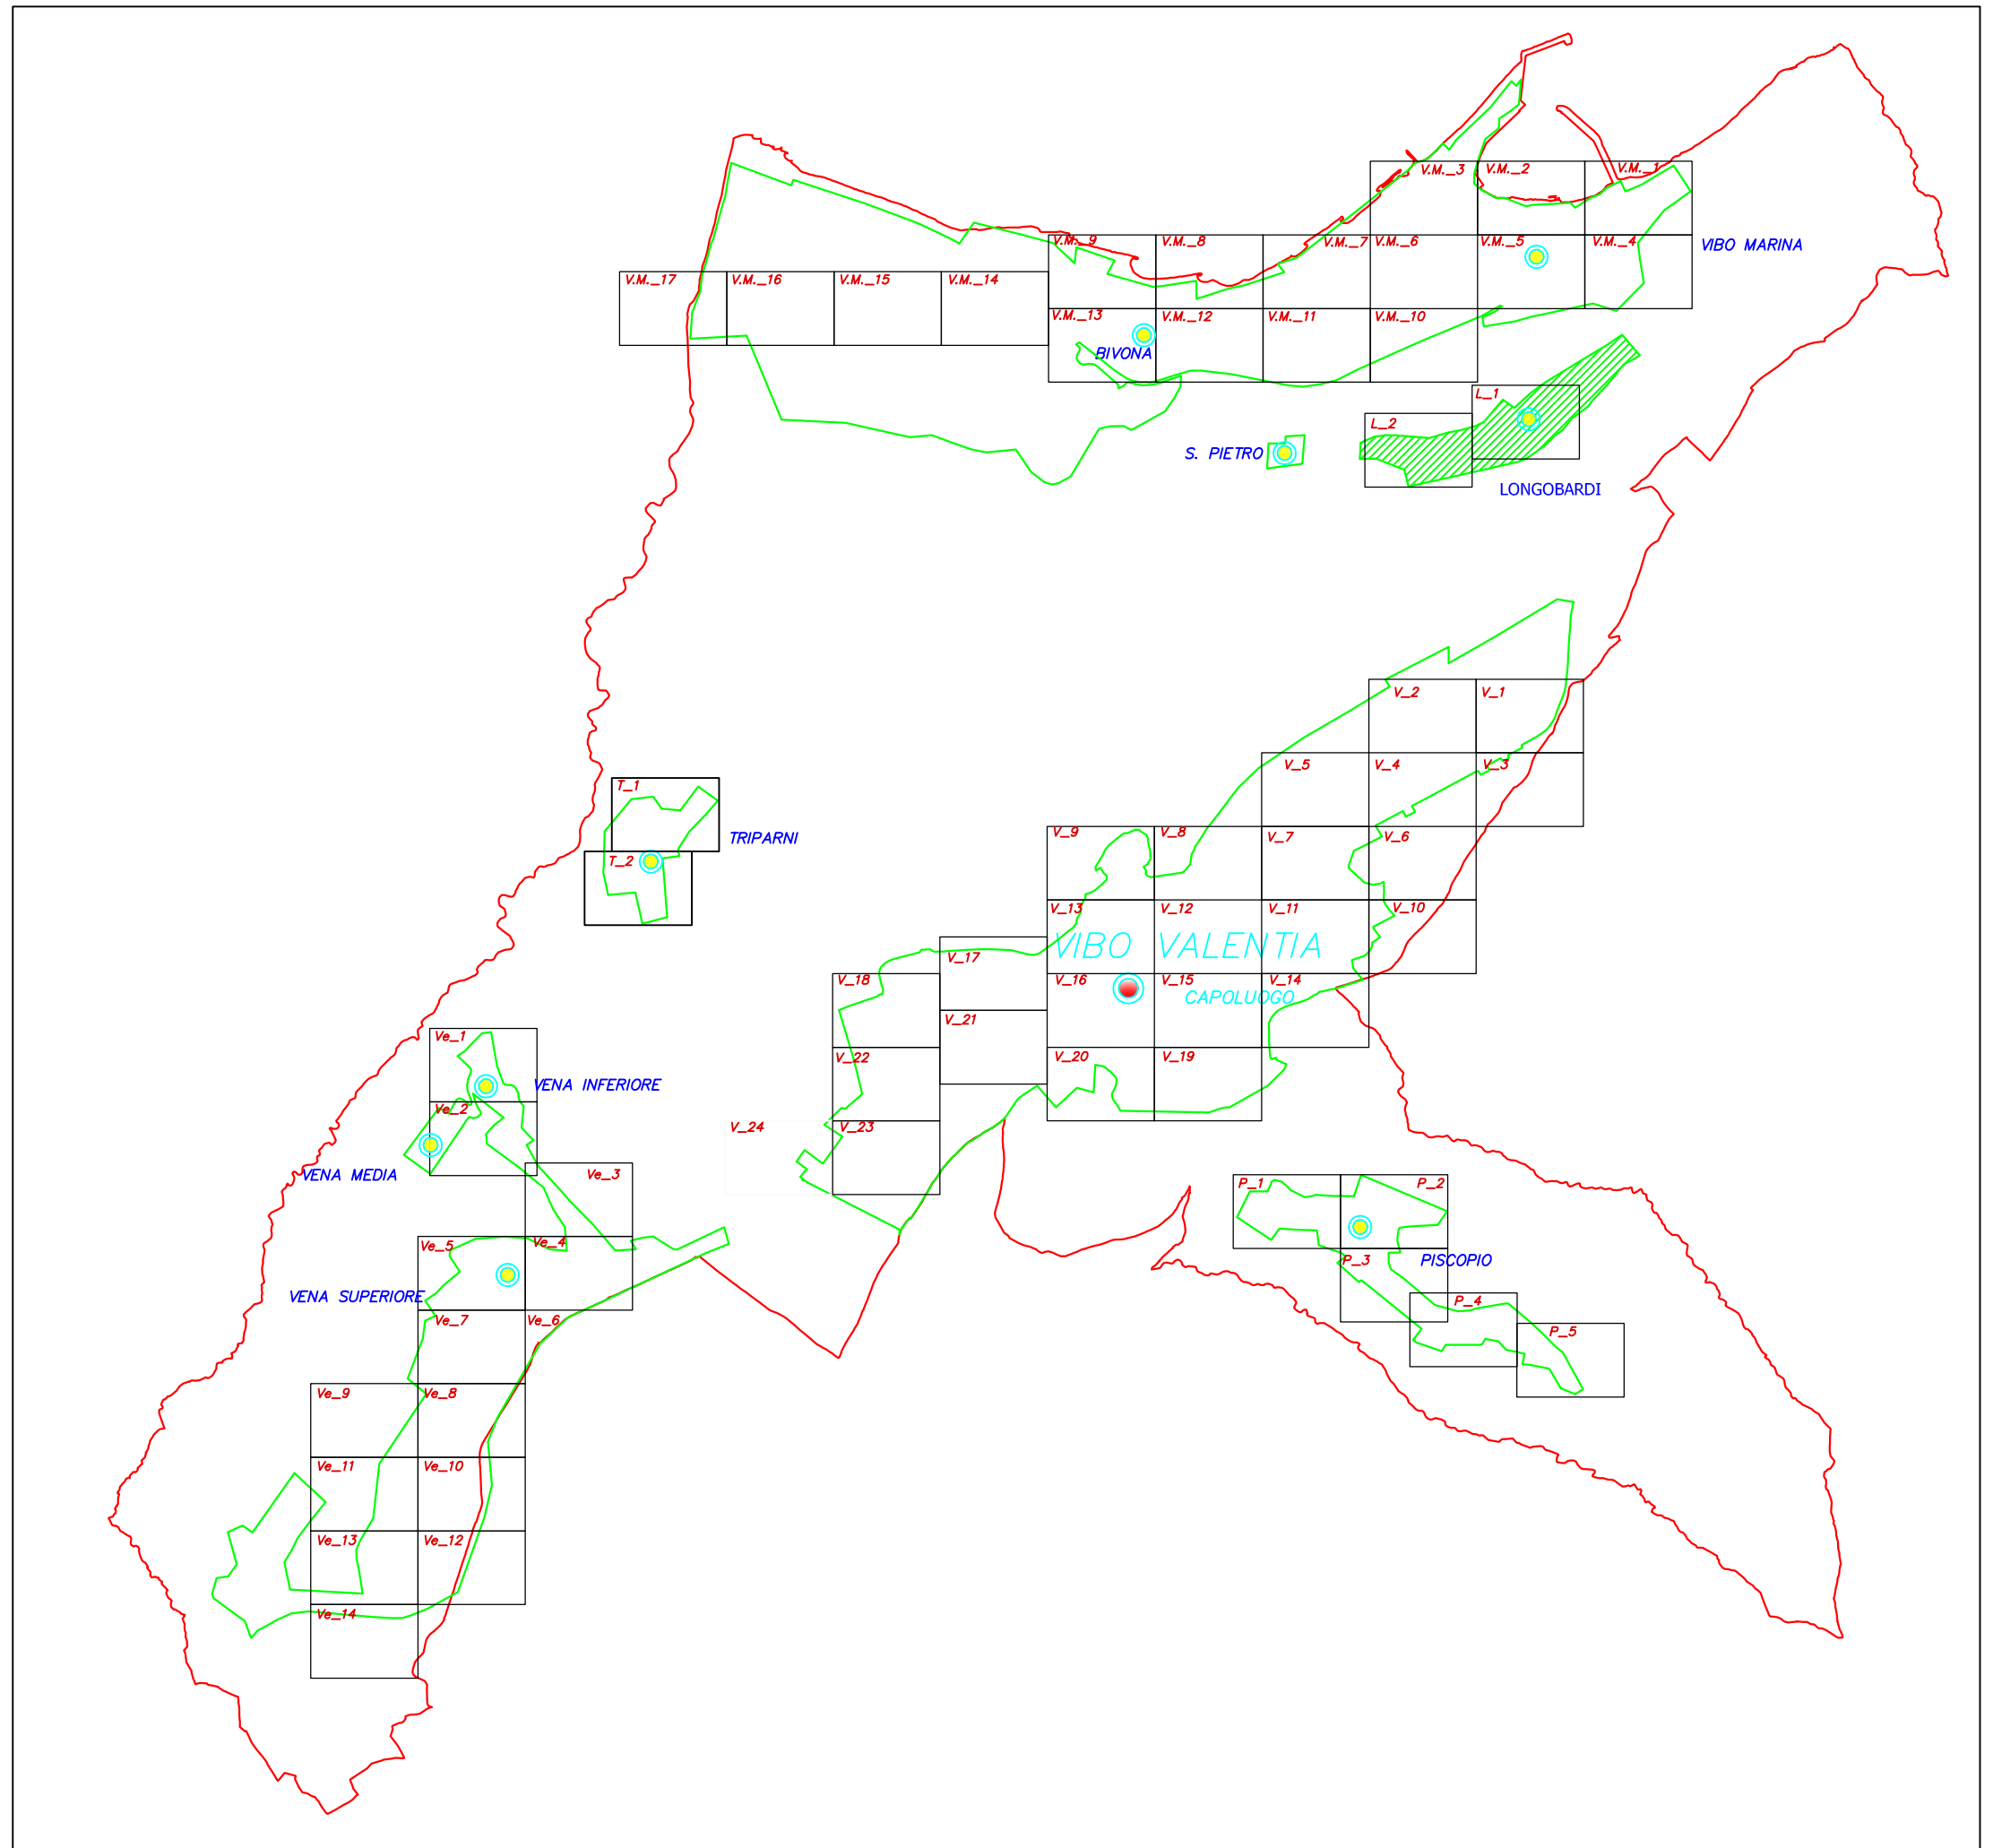 V.M._3
V.M._2
V.M._1
V.M._9
V.M._8
V.M._7
V.M._6
V.M._5
V.M._4
VIBO MARINA
V.M._17
V.M._16
V.M._15
V.M._14
V.M._13
V.M._12
V.M._11
V.M._10
BIVONA
L_1
L_2
S. PIETRO
LONGOBARDI
V_2
V_1
V_5
V_4
V_3
T_1
TRIPARNI
T_2
V_9
V_8
V_7
V_6
V_13
V_12
V_11
V_10
VIBO VALENTIA
V_17
V_18
V_16
V_15
V_14
CAPOLUOGO
V_21
V_22
V_20
V_19
Ve_1
VENA INFERIORE
Ve_2
V_24
V_23
VENA MEDIA
Ve_3
P_1
P_2
Ve_5
Ve_4
P_3
PISCOPIO
VENA SUPERIORE
P_4
Ve_7
Ve_6
P_5
Ve_9
Ve_8
Ve_11
Ve_10
Ve_13
Ve_12
Ve_14